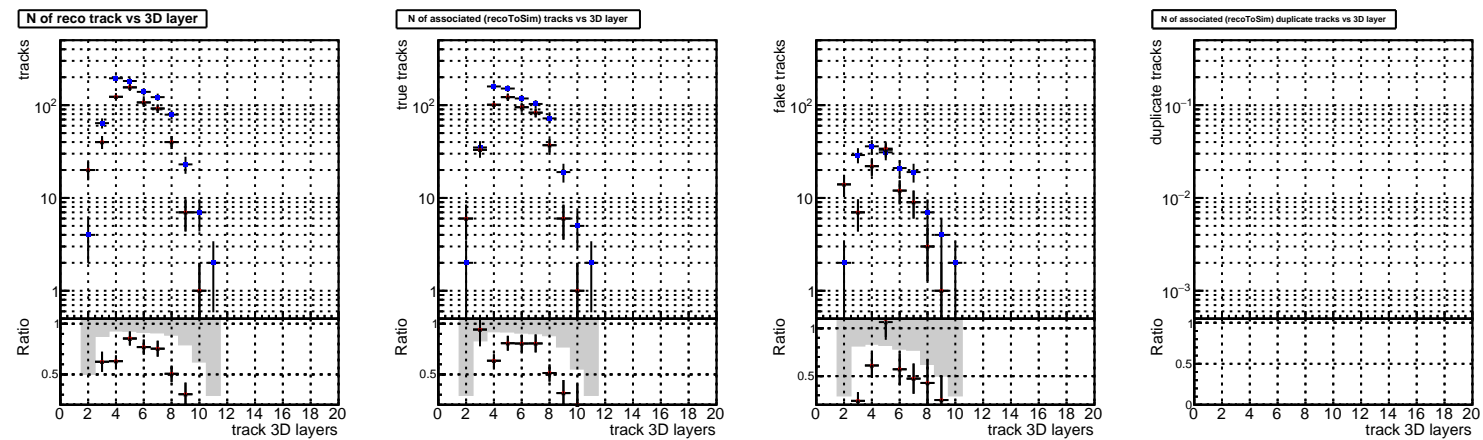 N of reco track vs 3D layer
tracks
10²
10
1
Ratio
1
0.5
0 2 4 6 8 10 12 14 16 18 20
track 3D layers
N of associated (recoToSim) tracks vs 3D layer
true tracks
10²
10
1
Ratio
1
0.5
0 2 4 6 8 10 12 14 16 18 20
track 3D layers
fake tracks
10²
10
1
Ratio
1
0.5
0 2 4 6 8 10 12 14 16 18 20
track 3D layers
N of associated (recoToSim) duplicate tracks vs 3D layer
duplicate tracks
10⁻¹
10⁻²
10⁻³
Ratio
1
0.5
0
0 2 4 6 8 10 12 14 16 18 20
track 3D layers